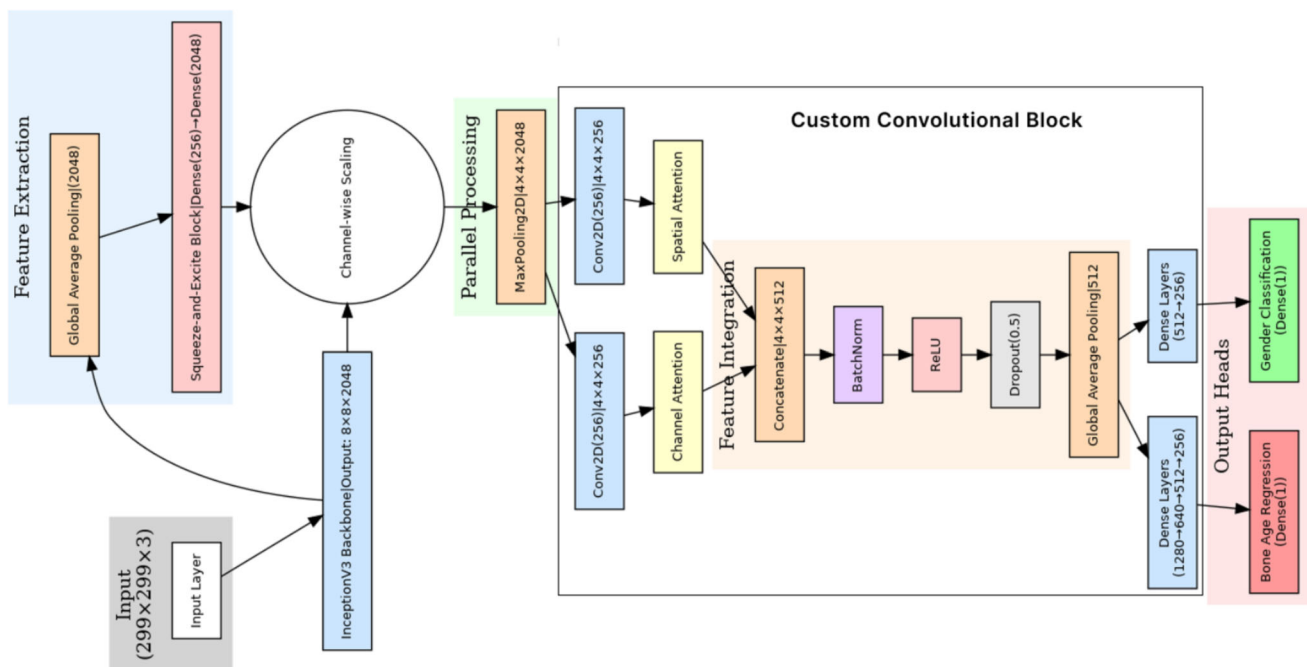 Input
(299×299×3)
Input Layer
InceptionV3 Backbone|Output: 8×8×2048
Feature Extraction
Global Average Pooling|(2048)
Squeeze-and-Excite Block|Dense(256)→Dense(2048)
Channel-wise Scaling
Parallel Processing
MaxPooling2D|4×4×2048
Custom Convolutional Block
Conv2D(256)|4×4×256
Spatial Attention
Conv2D(256)|4×4×256
Channel Attention
Feature Integration
Concatenate|4×4×512
BatchNorm
ReLU
Dropout(0.5)
Global Average Pooling|512
Dense Layers
(512→256)
Dense Layers
(1280→640→512→256)
Output Heads
Gender Classification
(Dense(1))
Bone Age Regression
(Dense(1))